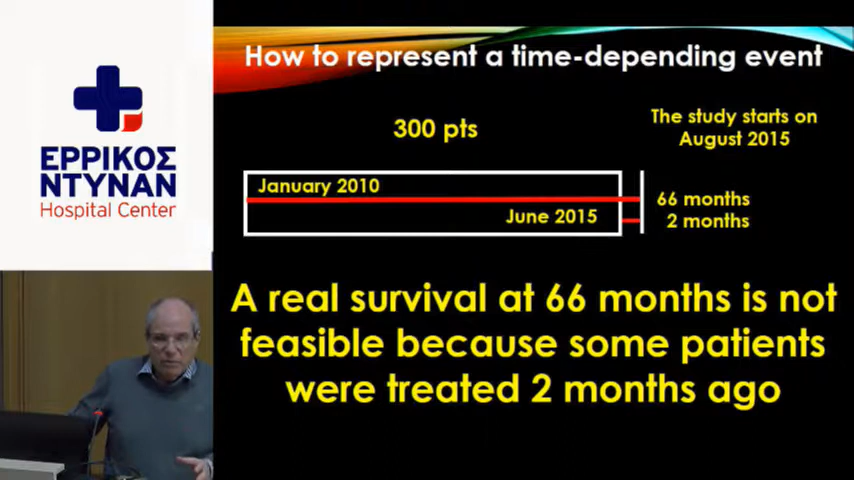 ΕΡΡΙΚΟΣ
ΝΤΥΝΑΝ
Hospital Center
How to represent a time-depending event
300 pts
The study starts on
August 2015
January 2010
66 months
June 2015
2 months
A real survival at 66 months is not
feasible because some patients
were treated 2 months ago